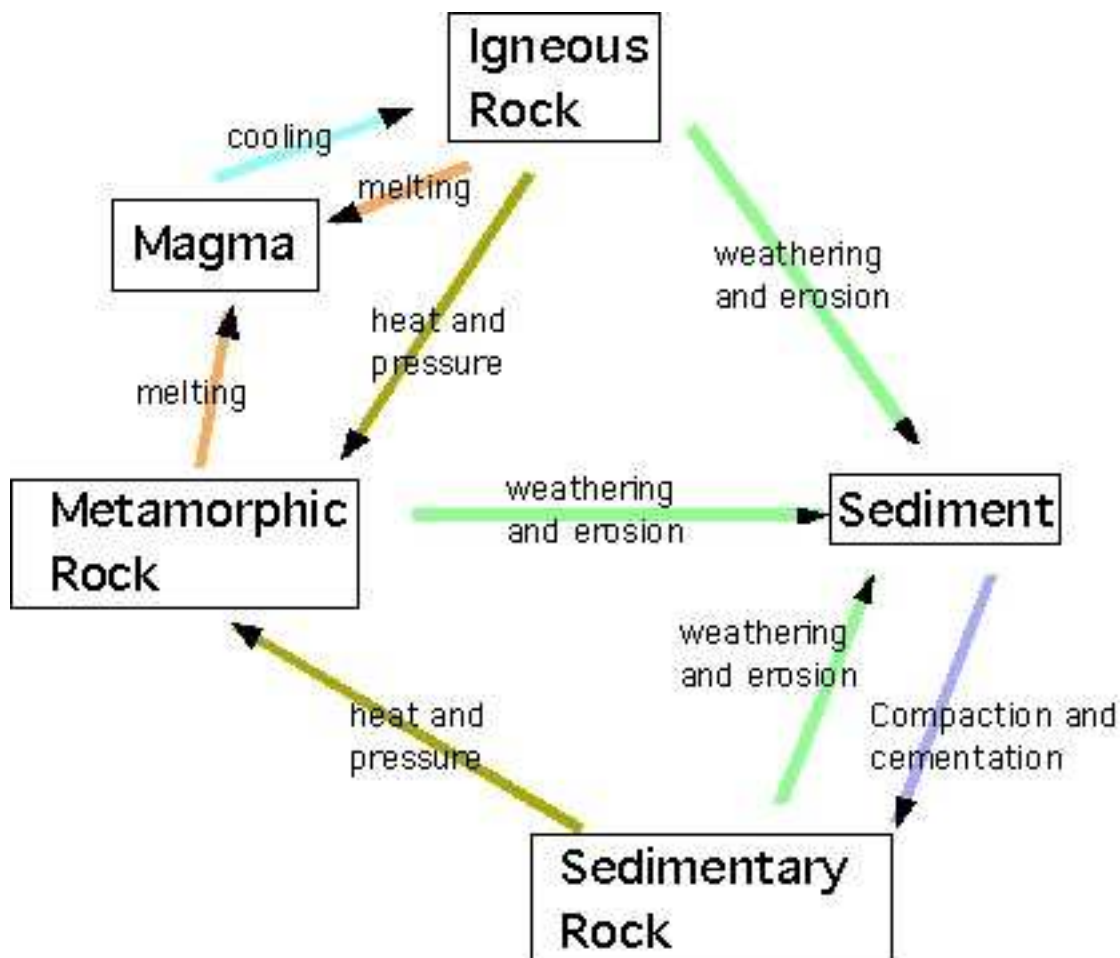 Igneous
Rock
cooling
melting
Magma
weathering
and erosion
heat and
pressure
melting
Metamorphic
Rock
weathering
and erosion
Sediment
weathering
and erosion
heat and
pressure
Compaction and
cementation
Sedimentary
Rock